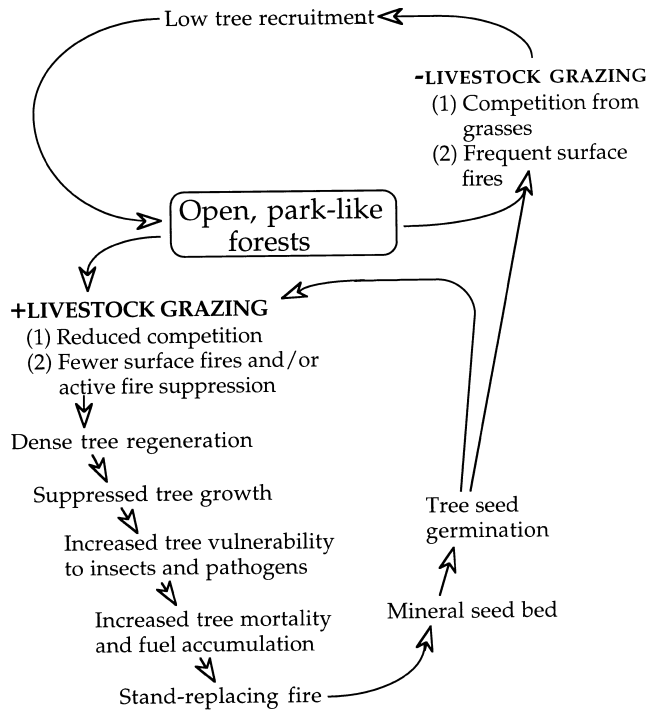 Low tree recruitment
-LIVESTOCK GRAZING
(1) Competition from
grasses
(2) Frequent surface
fires
Open, park-like
forests
+LIVESTOCK GRAZING
(1) Reduced competition
(2) Fewer surface fires and/or
active fire suppression
Dense tree regeneration
Suppressed tree growth
Increased tree vulnerability
to insects and pathogens
Increased tree mortality
and fuel accumulation
Stand-replacing fire
Mineral seed bed
Tree seed
germination